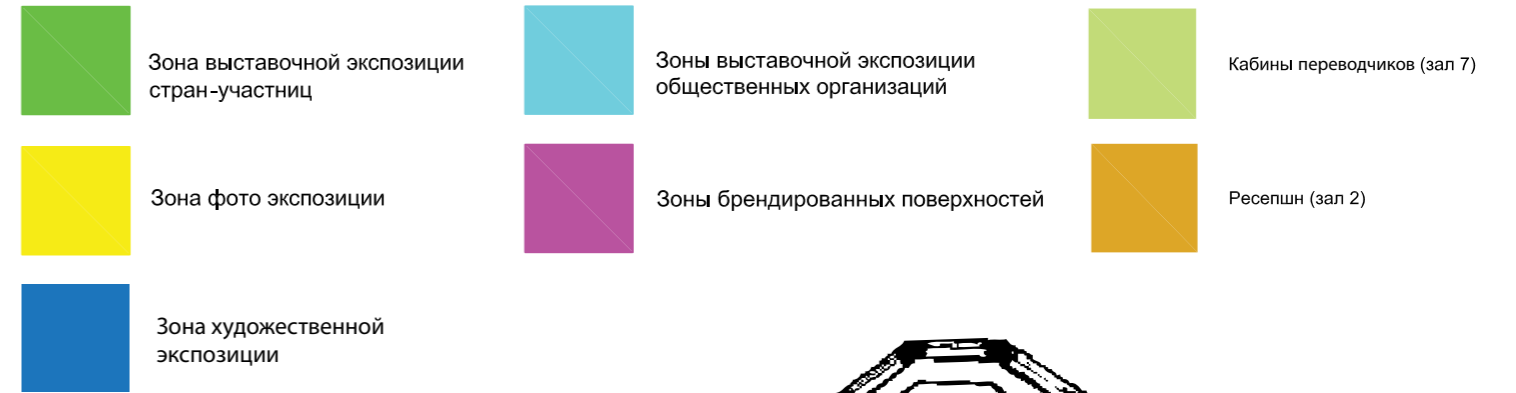 Зона выставочной экспозиции
стран-участниц
Зоны выставочной экспозиции
общественных организаций
Кабины переводчиков (зал 7)
Зона фото экспозиции
Зоны брендированных поверхностей
Ресепшн (зал 2)
Зона художественной
экспозиции